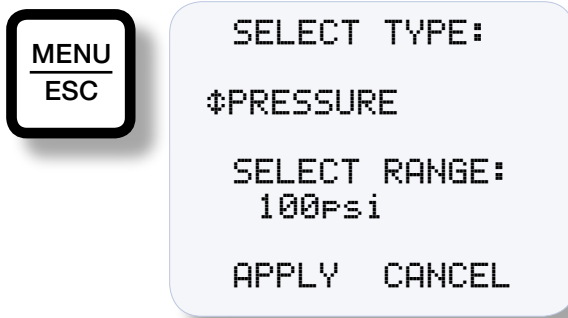 MENU
ESC
SELECT TYPE:
⇕PRESSURE
SELECT RANGE:
100psi
APPLY CANCEL